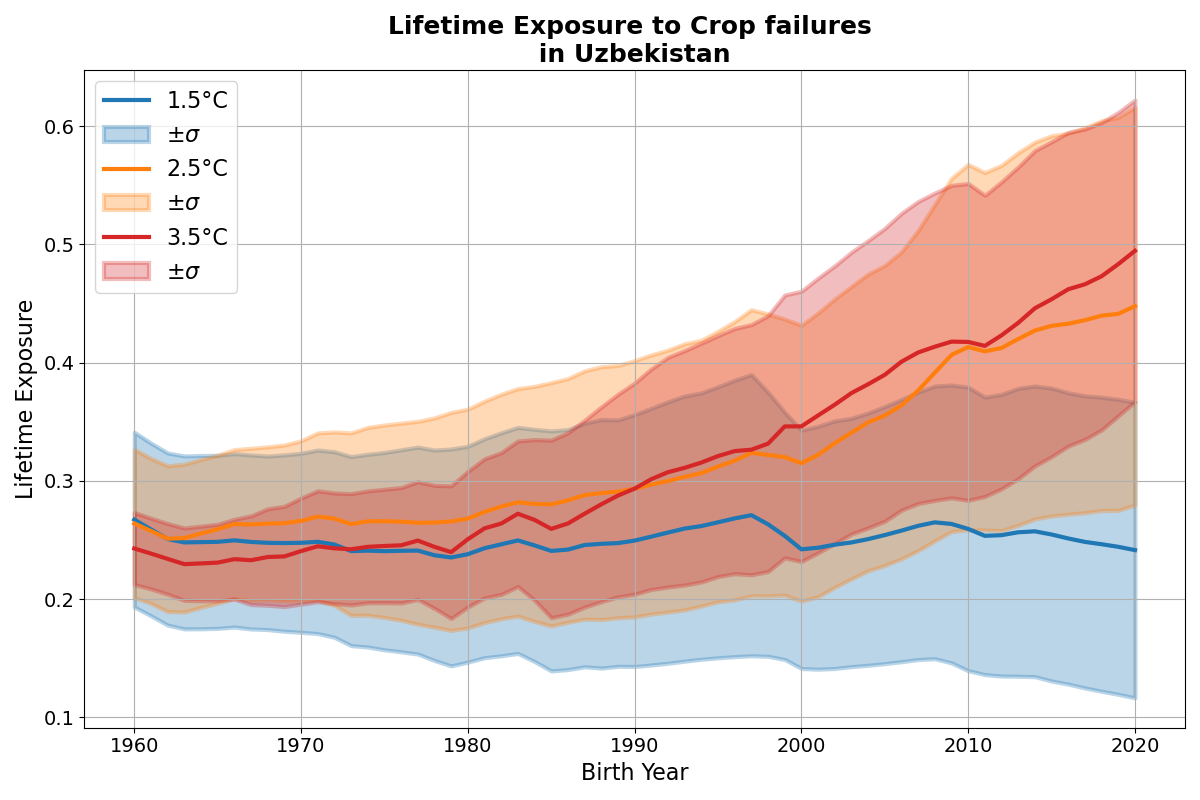 Lifetime Exposure to Crop failures
in Uzbekistan
1.5°C
±σ
2.5°C
±σ
3.5°C
±σ
Lifetime Exposure
0.6
0.5
0.4
0.3
0.2
0.1
1960 1970 1980 1990 2000 2010 2020
Birth Year